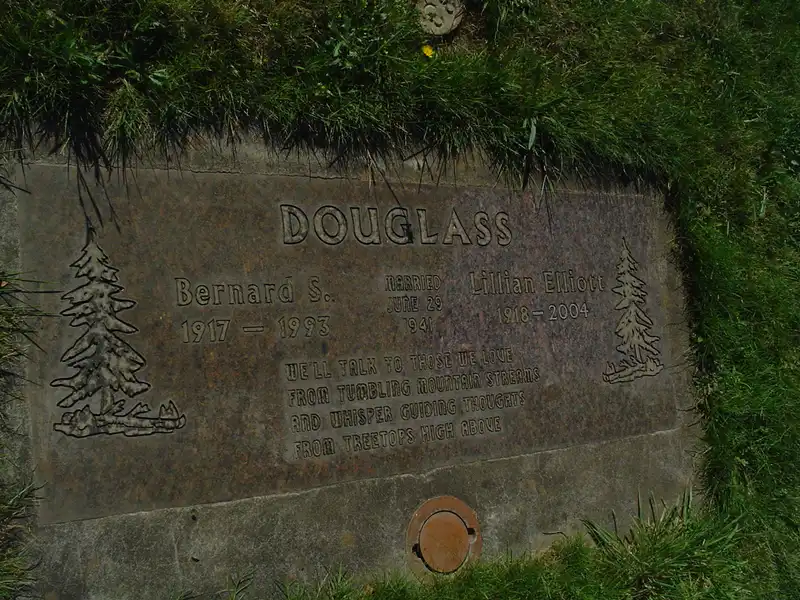 DOUGLASS
Bernard S.
1917 — 1993
MARRIED
JUNE 29
1941
Lillian Elliott
1918 – 2004
WE'LL TALK TO THOSE WE LOVE
FROM TUMBLING MOUNTAIN STREAMS
AND WHISPER GUIDING THOUGHTS
FROM TREETOPS HIGH ABOVE